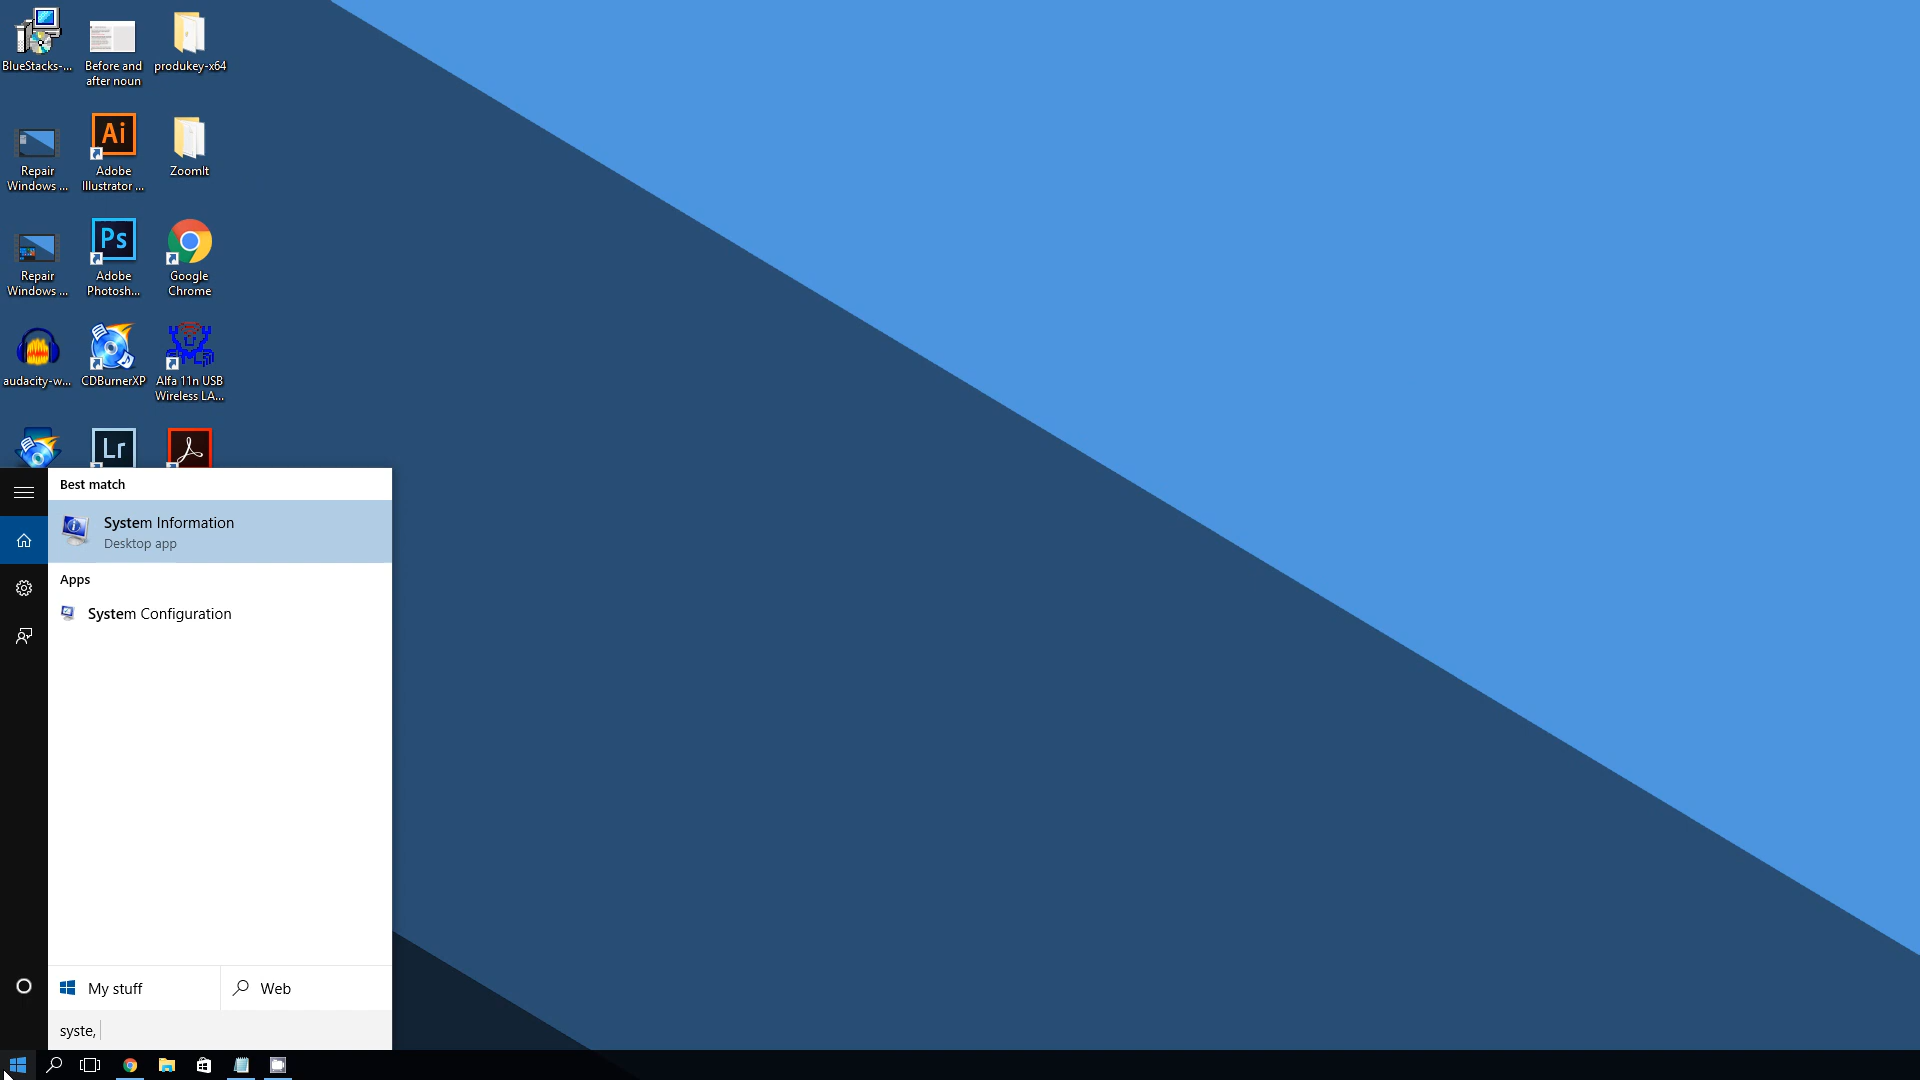 BlueStacks-...
Before and
after noun
produkey-x64
Repair
Windows ...
Ai
Adobe
Illustrator ...
ZoomIt
Repair
Windows ...
Ps
Adobe
Photosh...
Google
Chrome
audacity-w...
CDBurnerXP
Alfa 11n USB
Wireless LA...
Lr
Best match
System Information
Desktop app
Apps
System Configuration
My stuff
Web
syste,